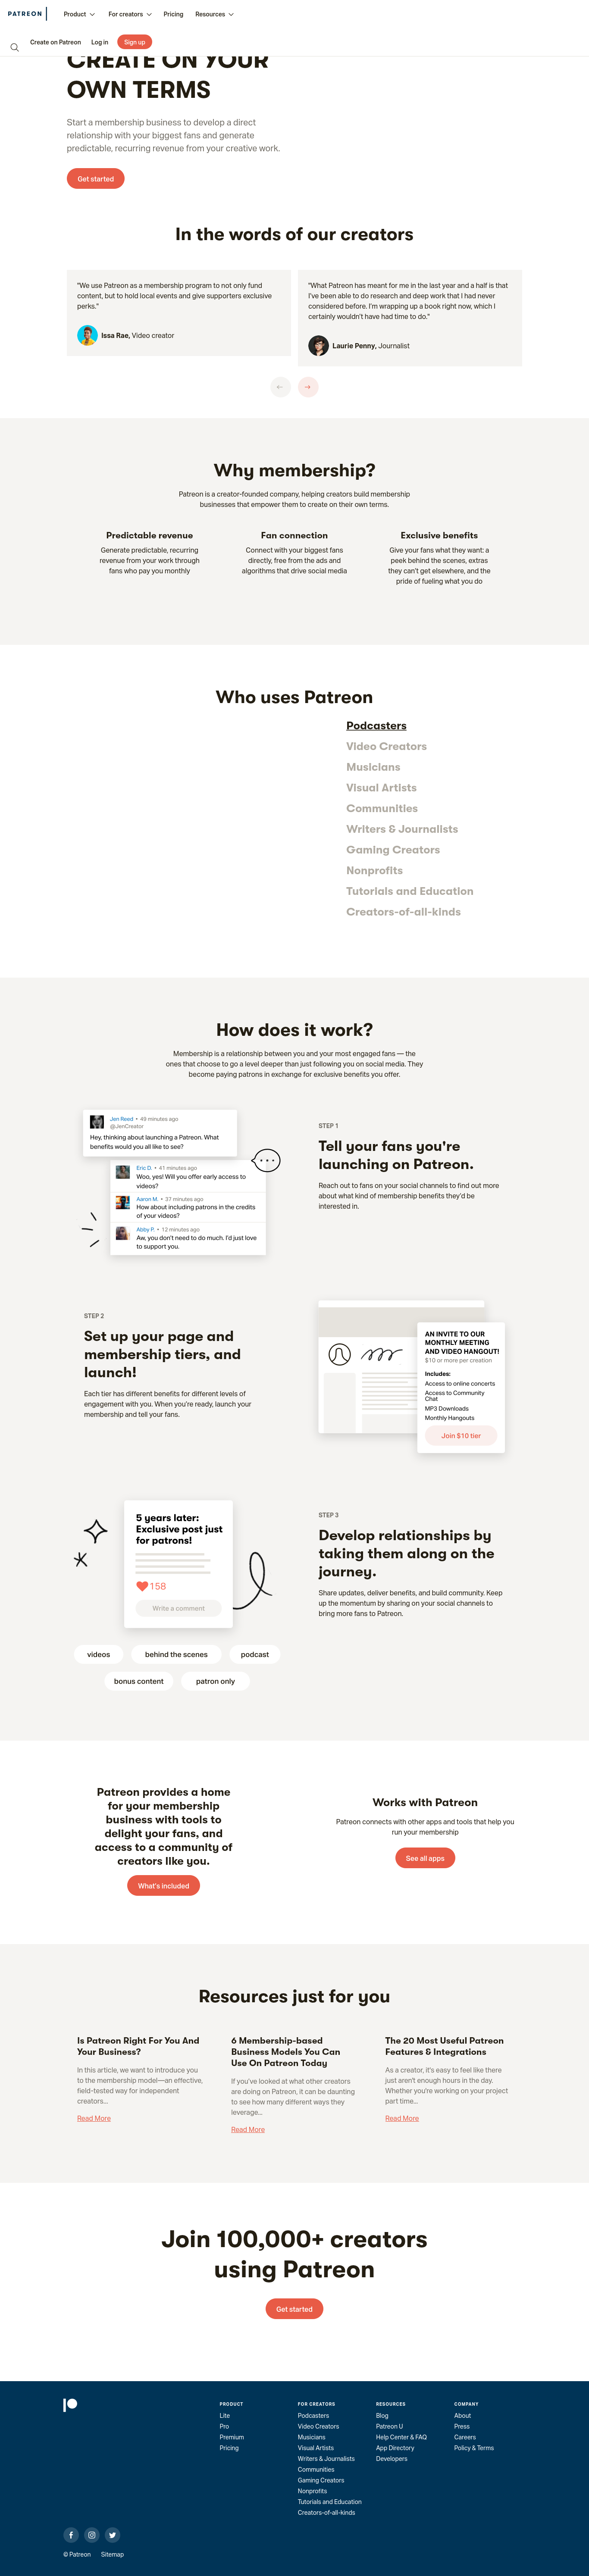 PATREON
Product
For creators
Pricing
Resources
Create on Patreon
Log in
Sign up
CREATE ON YOUR
OWN TERMS
Start a membership business to develop a direct
relationship with your biggest fans and generate
predictable, recurring revenue from your creative work.
Get started
In the words of our creators
"We use Patreon as a membership program to not only fund
content, but to hold local events and give supporters exclusive
perks."
Issa Rae, Video creator
"What Patreon has meant for me in the last year and a half is that
I've been able to do research and deep work that I had never
considered before. I'm wrapping up a book right now, which I
certainly wouldn't have had time to do."
Laurie Penny, Journalist
Why membership?
Patreon is a creator-founded company, helping creators build membership
businesses that empower them to create on their own terms.
Predictable revenue
Generate predictable, recurring
revenue from your work through
fans who pay you monthly
Fan connection
Connect with your biggest fans
directly, free from the ads and
algorithms that drive social media
Exclusive benefits
Give your fans what they want: a
peek behind the scenes, extras
they can't get elsewhere, and the
pride of fueling what you do
Who uses Patreon
Podcasters
Video Creators
Musicians
Visual Artists
Communities
Writers & Journalists
Gaming Creators
Nonprofits
Tutorials and Education
Creators-of-all-kinds
How does it work?
Membership is a relationship between you and your most engaged fans — the
ones that choose to go a level deeper than just following you on social media. They
become paying patrons in exchange for exclusive benefits you offer.
Jen Reed • 49 minutes ago
@JenCreator
Hey, thinking about launching a Patreon. What
benefits would you all like to see?
Eric D. • 41 minutes ago
Woo, yes! Will you offer early access to
videos?
Aaron M. • 37 minutes ago
How about including patrons in the credits
of your videos?
Abby P. • 12 minutes ago
Aw, you don't need to do much. I'd just love
to support you.
STEP 1
Tell your fans you're
launching on Patreon.
Reach out to fans on your social channels to find out more
about what kind of membership benefits they'd be
interested in.
STEP 2
Set up your page and
membership tiers, and
launch!
Each tier has different benefits for different levels of
engagement with you. When you're ready, launch your
membership and tell your fans.
AN INVITE TO OUR
MONTHLY MEETING
AND VIDEO HANGOUT!
$10 or more per creation
Includes:
Access to online concerts
Access to Community
Chat
MP3 Downloads
Monthly Hangouts
Join $10 tier
5 years later:
Exclusive post just
for patrons!
158
Write a comment
videos
behind the scenes
podcast
bonus content
patron only
STEP 3
Develop relationships by
taking them along on the
journey.
Share updates, deliver benefits, and build community. Keep
up the momentum by sharing on your social channels to
bring more fans to Patreon.
Patreon provides a home
for your membership
business with tools to
delight your fans, and
access to a community of
creators like you.
What's included
Works with Patreon
Patreon connects with other apps and tools that help you
run your membership
See all apps
Resources just for you
Is Patreon Right For You And
Your Business?
In this article, we want to introduce you
to the membership model—an effective,
field-tested way for independent
creators...
Read More
6 Membership-based
Business Models You Can
Use On Patreon Today
If you've looked at what other creators
are doing on Patreon, it can be daunting
to see how many different ways they
leverage...
Read More
The 20 Most Useful Patreon
Features & Integrations
As a creator, it's easy to feel like there
just aren't enough hours in the day.
Whether you're working on your project
part time...
Read More
Join 100,000+ creators
using Patreon
Get started
PRODUCT
Lite
Pro
Premium
Pricing
FOR CREATORS
Podcasters
Video Creators
Musicians
Visual Artists
Writers & Journalists
Communities
Gaming Creators
Nonprofits
Tutorials and Education
Creators-of-all-kinds
RESOURCES
Blog
Patreon U
Help Center & FAQ
App Directory
Developers
COMPANY
About
Press
Careers
Policy & Terms
© Patreon
Sitemap